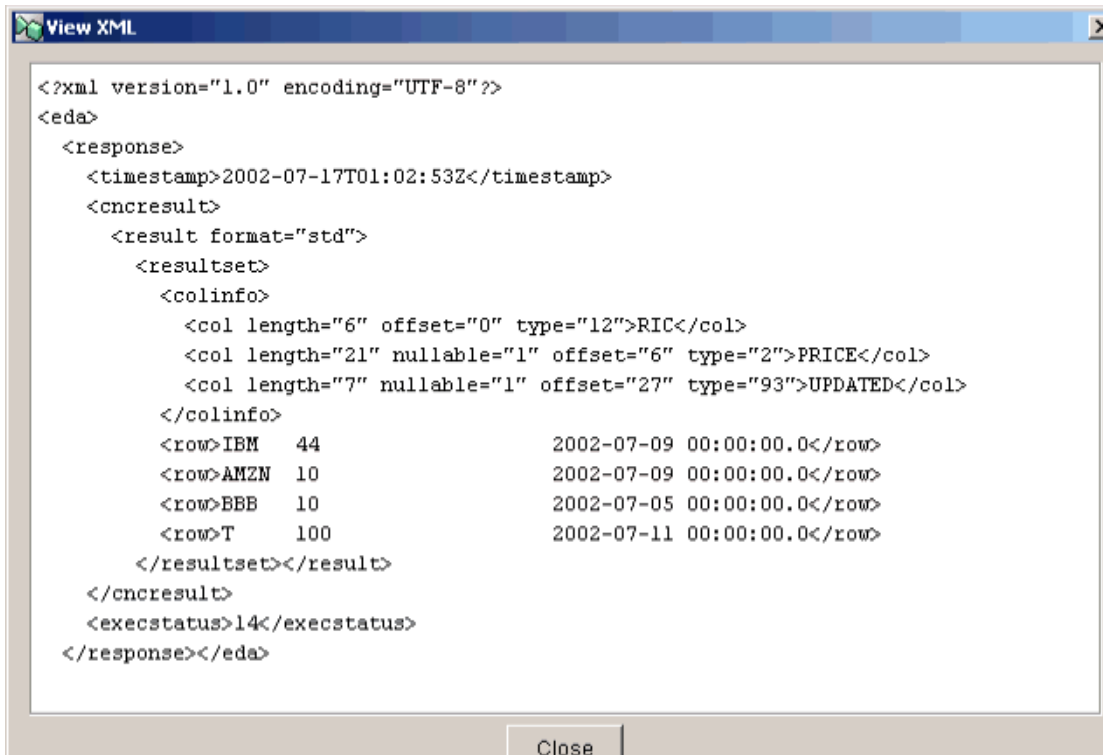 View XML
<?xml version="1.0" encoding="UTF-8"?>
<eda>
  <response>
    <timestamp>2002-07-17T01:02:53Z</timestamp>
    <cncresult>
      <result format="std">
        <resultset>
          <colinfo>
            <col length="6" offset="0" type="12">RIC</col>
            <col length="21" nullable="1" offset="6" type="2">PRICE</col>
            <col length="7" nullable="1" offset="27" type="93">UPDATED</col>
          </colinfo>
          <row>IBM   44                   2002-07-09 00:00:00.0</row>
          <row>AMZN  10                   2002-07-09 00:00:00.0</row>
          <row>BBB   10                   2002-07-05 00:00:00.0</row>
          <row>T     100                  2002-07-11 00:00:00.0</row>
        </resultset></result>
    </cncresult>
    <execstatus>14</execstatus>
  </response></eda>
Close